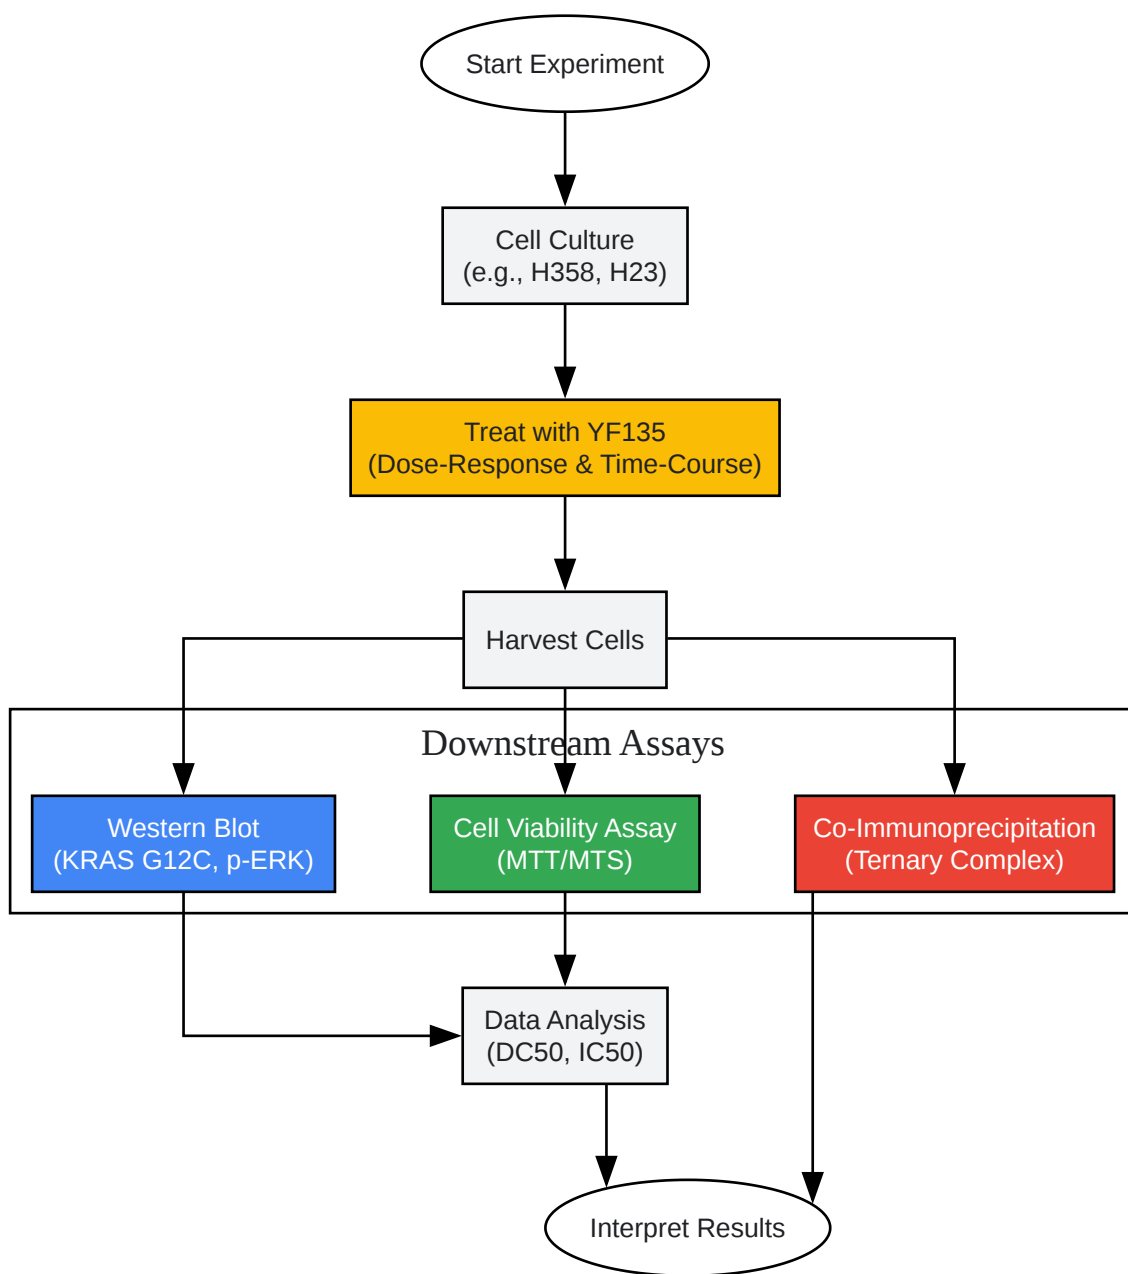 Start Experiment
Cell Culture
(e.g., H358, H23)
Treat with YF135
(Dose-Response & Time-Course)
Harvest Cells
Downstream Assays
Western Blot
(KRAS G12C, p-ERK)
Cell Viability Assay
(MTT/MTS)
Co-Immunoprecipitation
(Ternary Complex)
Data Analysis
(DC50, IC50)
Interpret Results